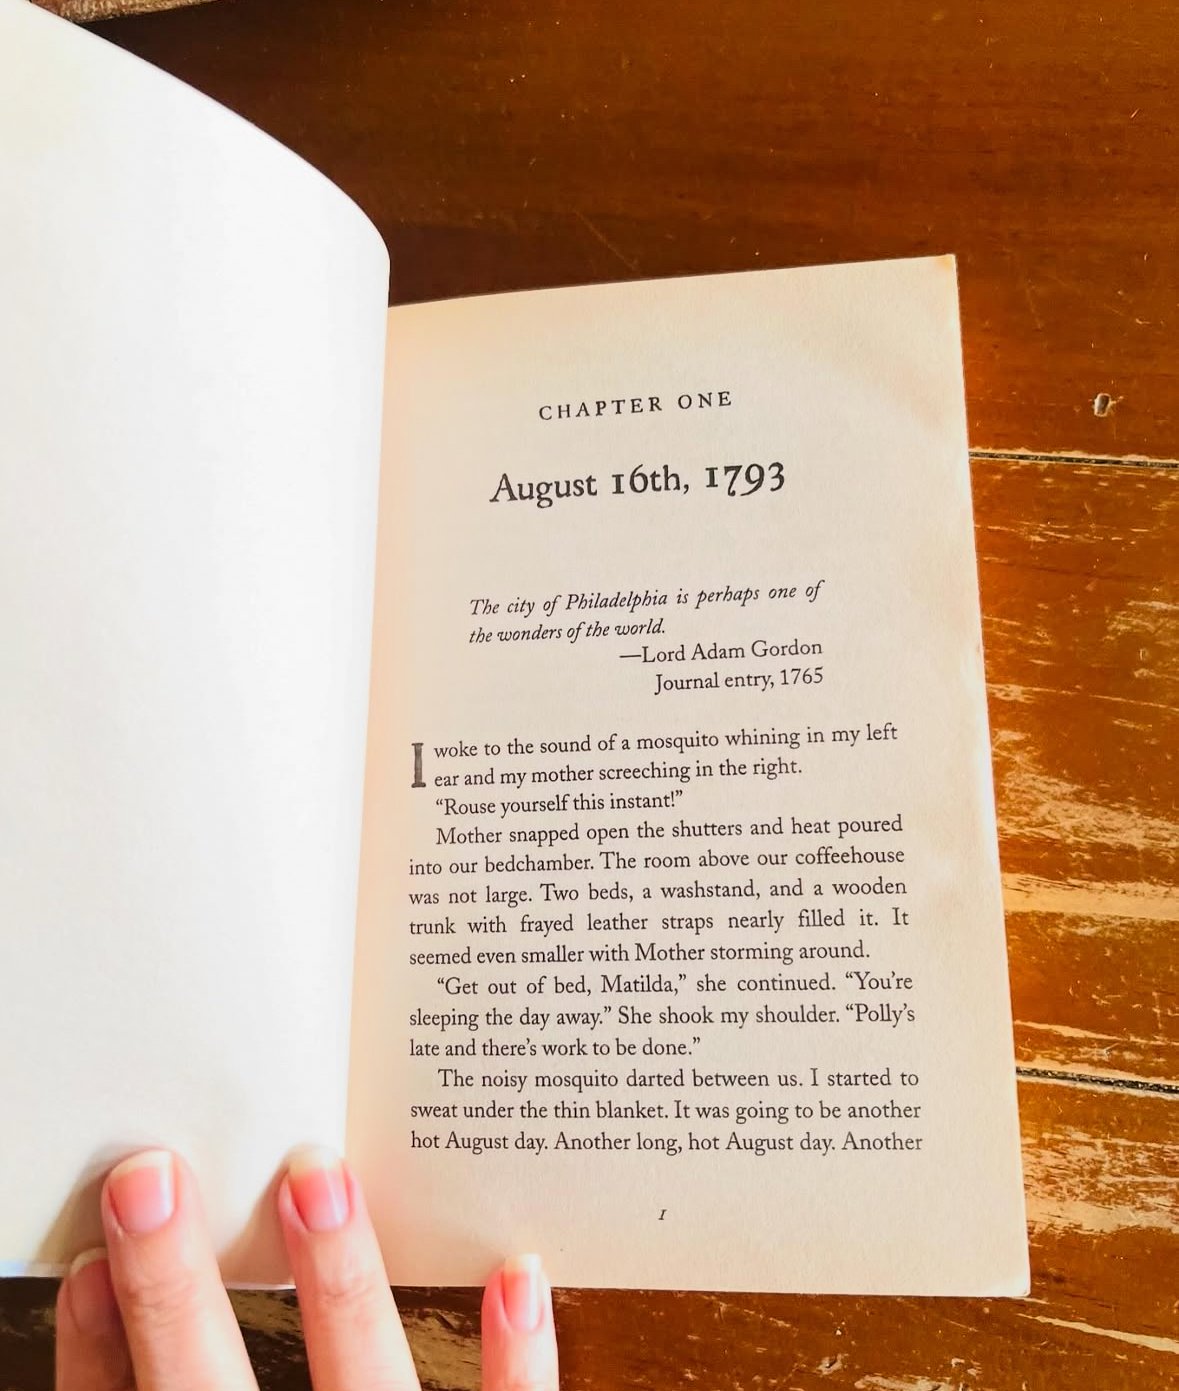 CHAPTER ONE
August 16th, 1793
The city of Philadelphia is perhaps one of
the wonders of the world.
—Lord Adam Gordon
Journal entry, 1765
I woke to the sound of a mosquito whining in my left
ear and my mother screeching in the right.
“Rouse yourself this instant!”
Mother snapped open the shutters and heat poured
into our bedchamber. The room above our coffeehouse
was not large. Two beds, a washstand, and a wooden
trunk with frayed leather straps nearly filled it. It
seemed even smaller with Mother storming around.
“Get out of bed, Matilda,” she continued. “You’re
sleeping the day away.” She shook my shoulder. “Polly’s
late and there’s work to be done.”
The noisy mosquito darted between us. I started to
sweat under the thin blanket. It was going to be another
hot August day. Another long, hot August day. Another
1